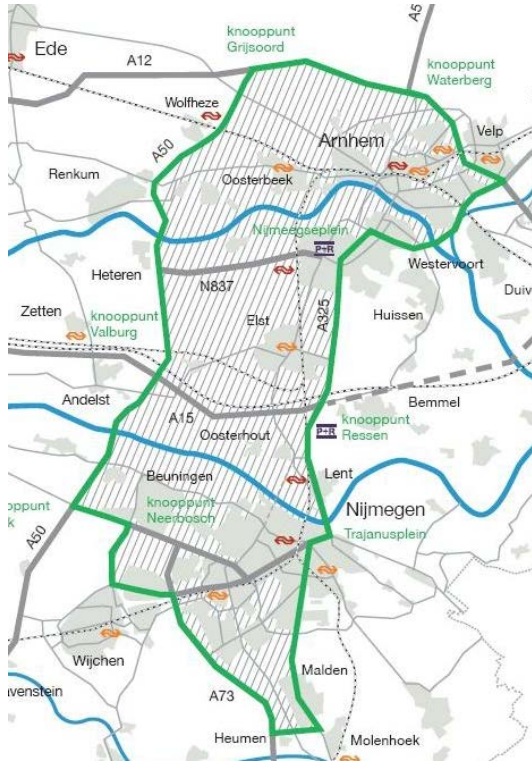 knooppunt
Grijsoord
A5
Ede
A12
knooppunt
Waterberg
Wolfheze
Arnhem
Velp
A50
Oosterbeek
Renkum
Nijmeegseplein
P+R
Westervoort
Heteren
N837
A325
Duiv
Zetten
knooppunt
Valburg
Elst
Huissen
Andelst
A15
Bemmel
Oosterhout
P+R
knooppunt
Ressen
Beuningen
Lent
knooppunt
Neerbosch
Nijmegen
oppunt
k
A50
Trajanusplein
Wijchen
Malden
avenstein
A73
Heumen
Molenhoek